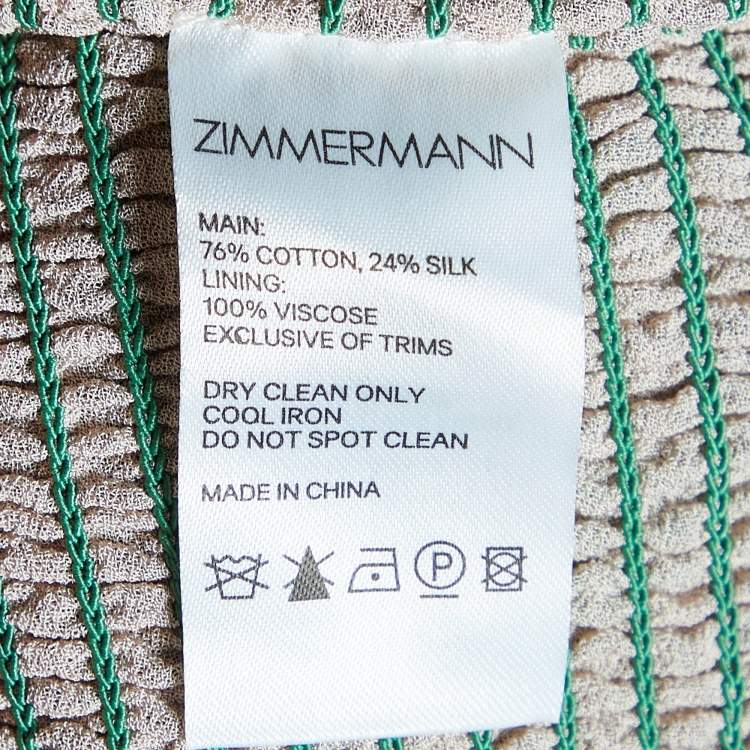 ZIMMERMANN
MAIN:
76% COTTON, 24% SILK
LINING:
100% VISCOSE
EXCLUSIVE OF TRIMS
DRY CLEAN ONLY
COOL IRON
DO NOT SPOT CLEAN
MADE IN CHINA
P